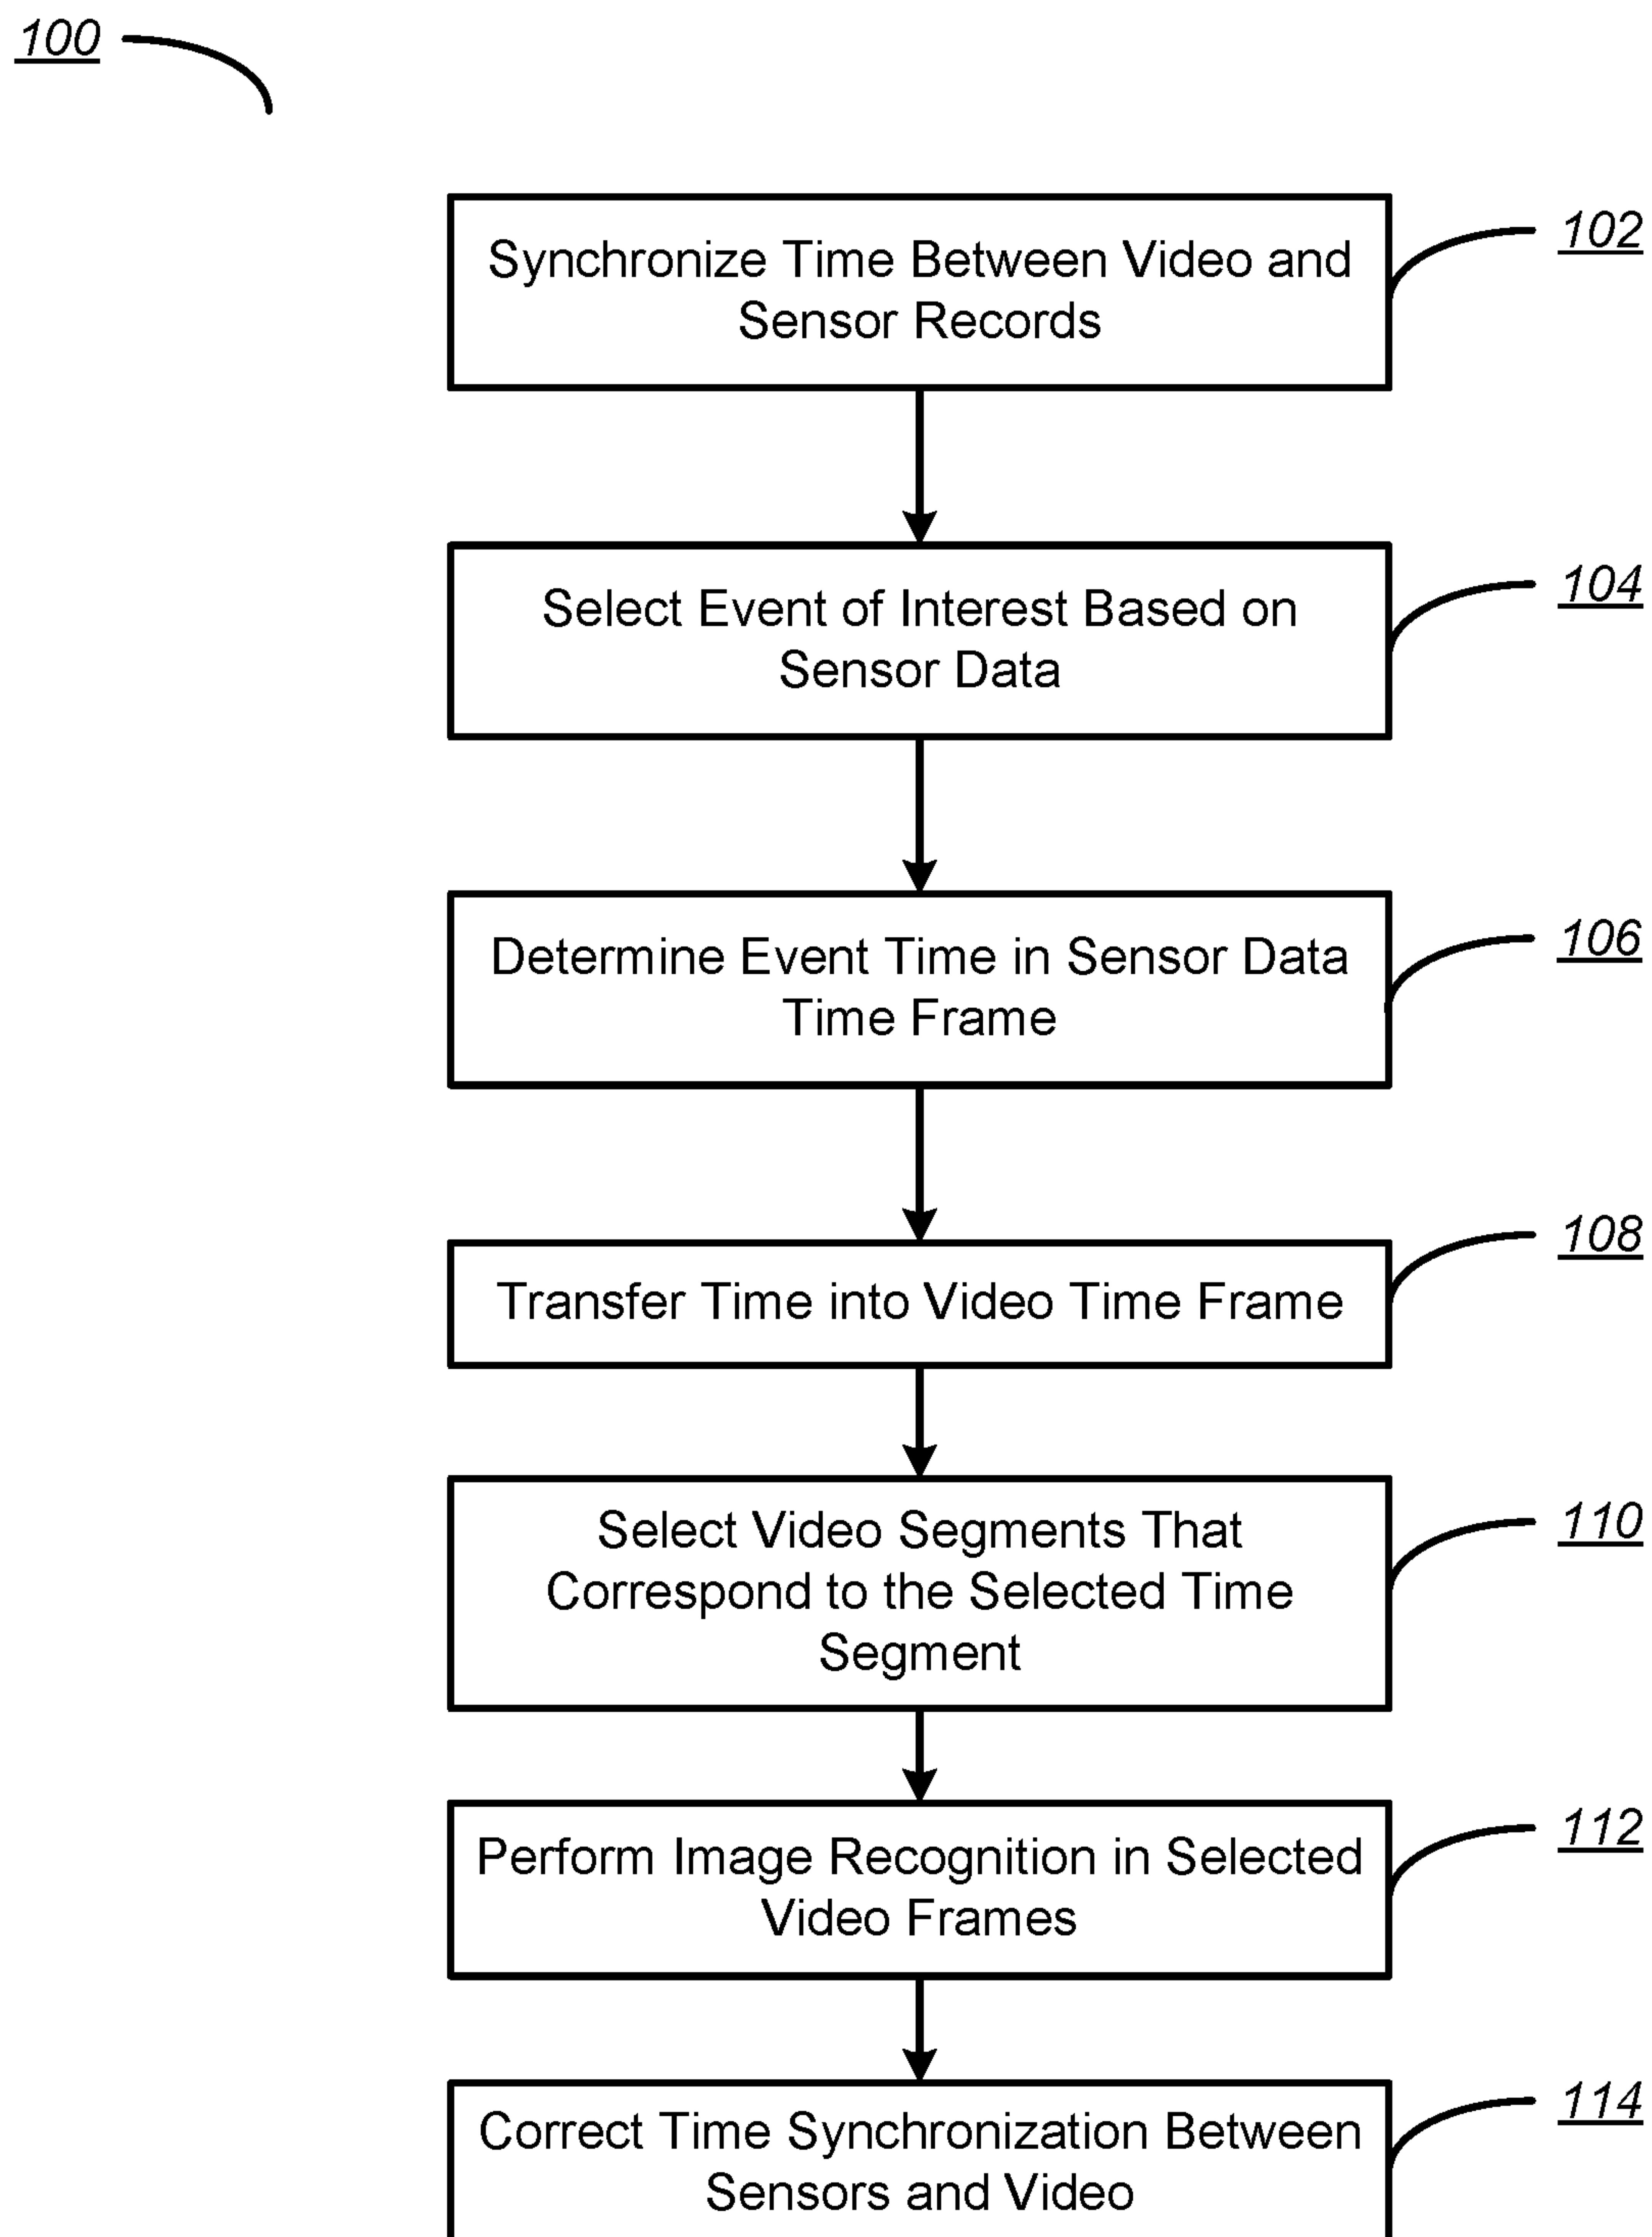 100
Synchronize Time Between Video and
Sensor Records
102
Select Event of Interest Based on
Sensor Data
104
Determine Event Time in Sensor Data
Time Frame
106
Transfer Time into Video Time Frame
108
Select Video Segments That
Correspond to the Selected Time
Segment
110
Perform Image Recognition in Selected
Video Frames
112
Correct Time Synchronization Between
Sensors and Video
114